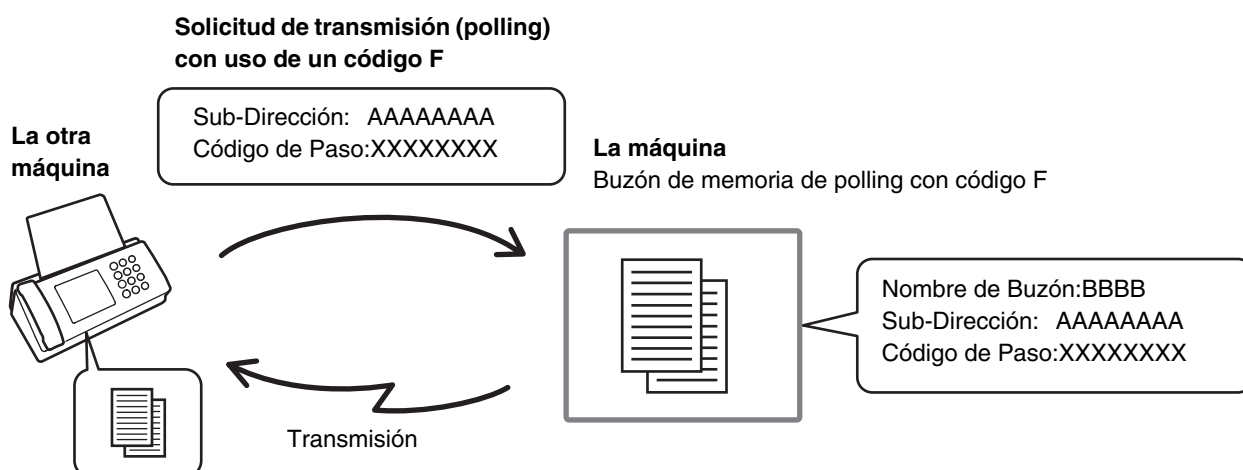 Solicitud de transmisión (polling)
con uso de un código F
Sub-Dirección: AAAAAAAA
Código de Paso:XXXXXXXX
La otra
máquina
La máquina
Buzón de memoria de polling con código F
Nombre de Buzón:BBBB
Sub-Dirección: AAAAAAAA
Código de Paso:XXXXXXXX
Transmisión